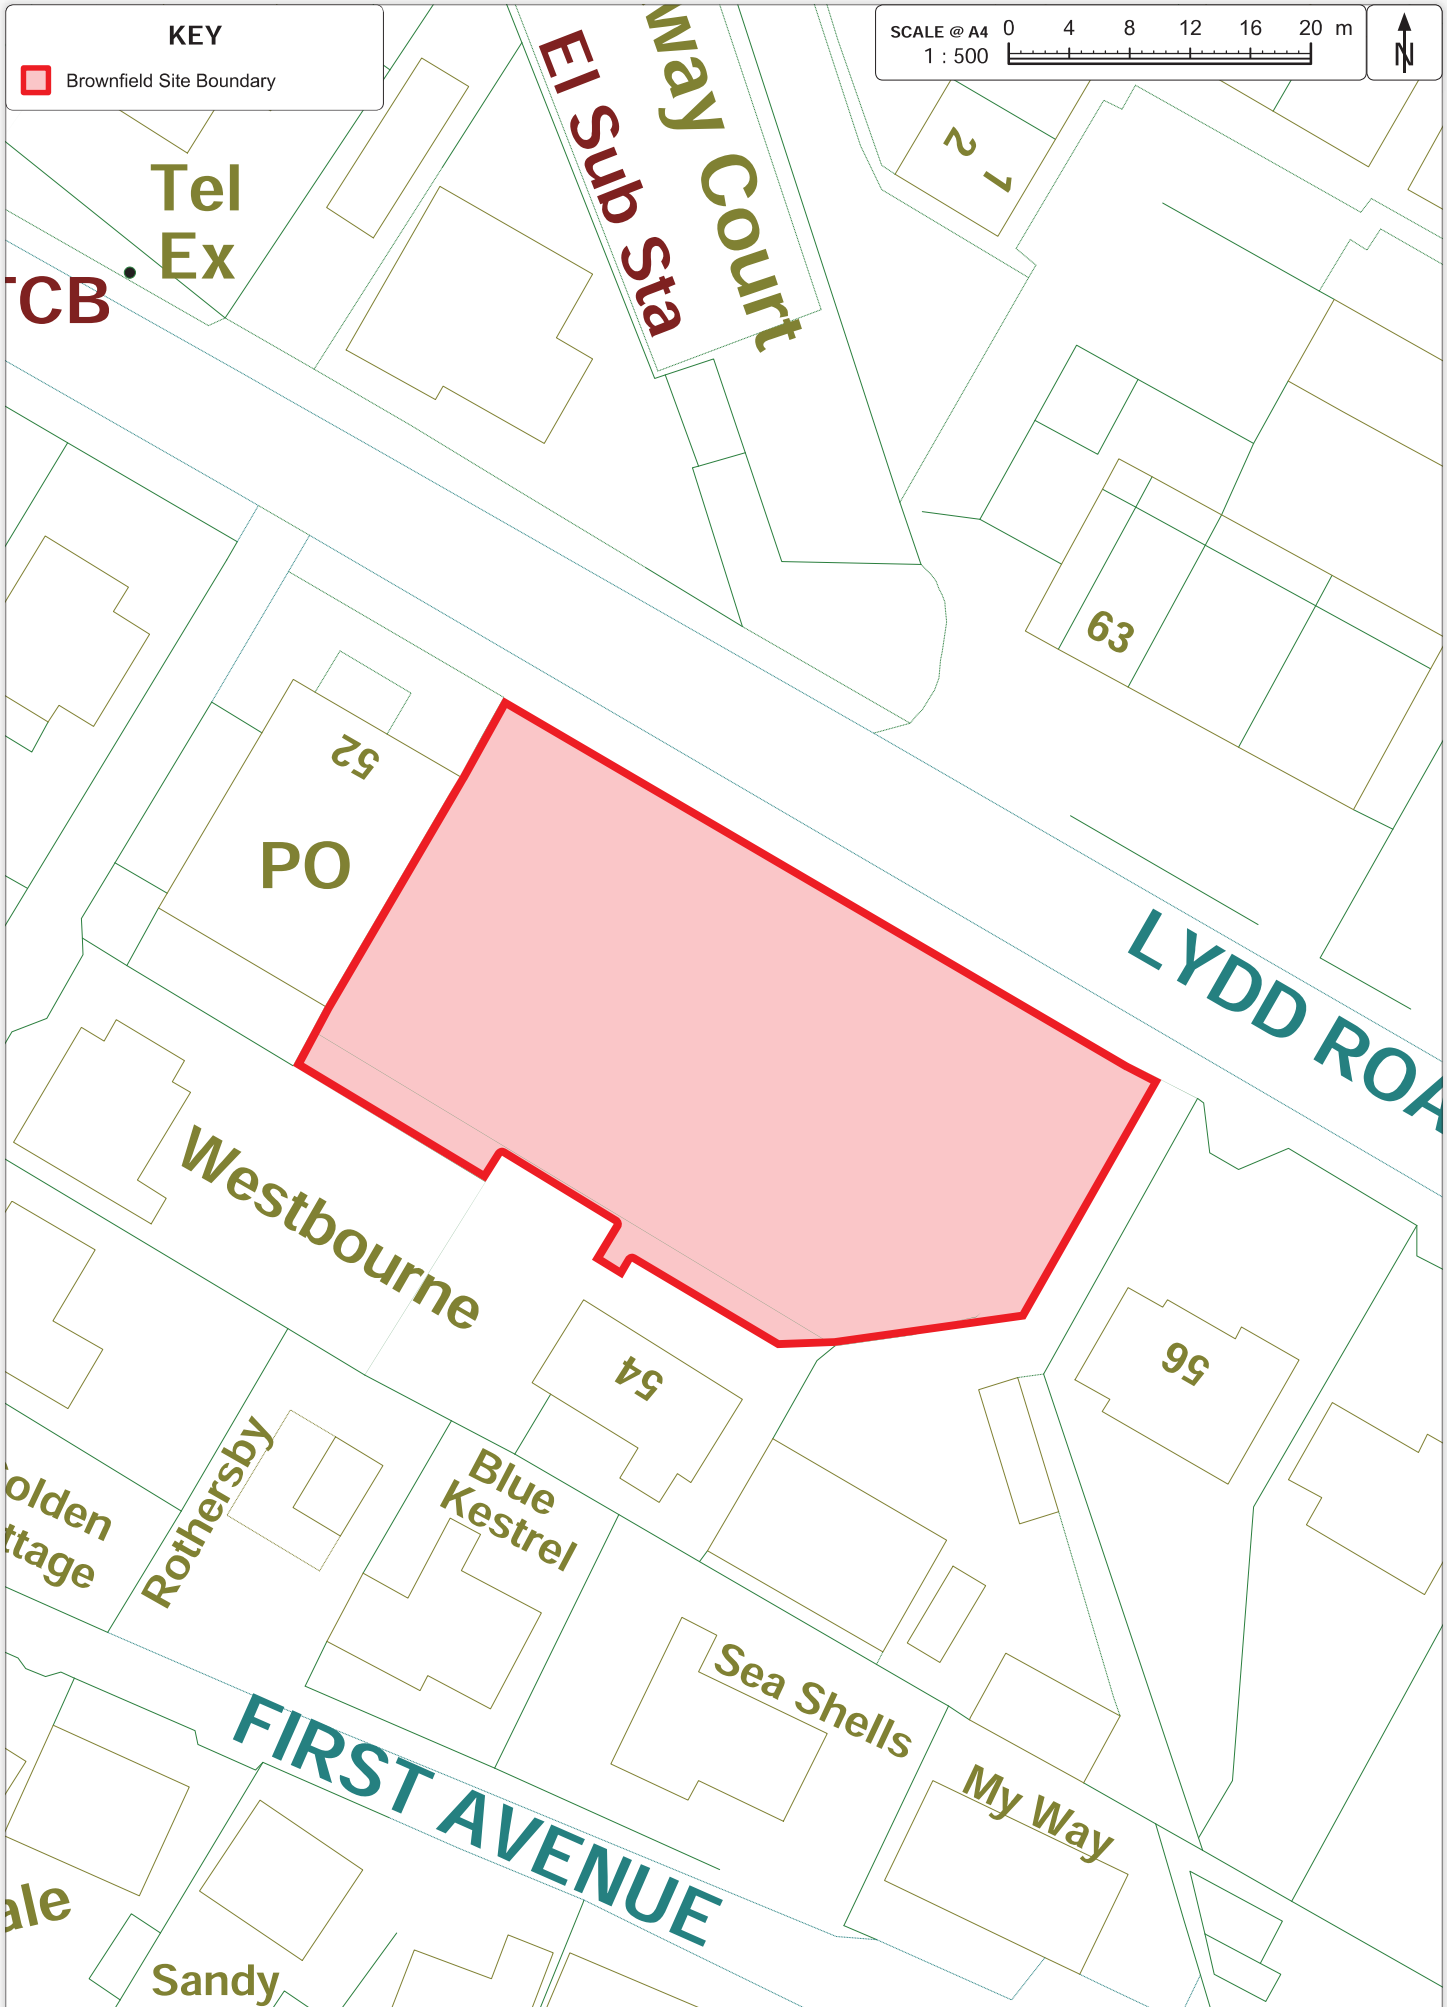 KEY
Brownfield Site Boundary
SCALE @ A4
1 : 500
0 4 8 12 16 20 m
N
Tel
Ex
TCB
El Sub Sta
way Court
2
1
63
52
PO
LYDD ROA
Westbourne
54
56
Rothersby
Blue
Kestrel
olden
ttage
Sea Shells
My Way
FIRST AVENUE
ale
Sandy